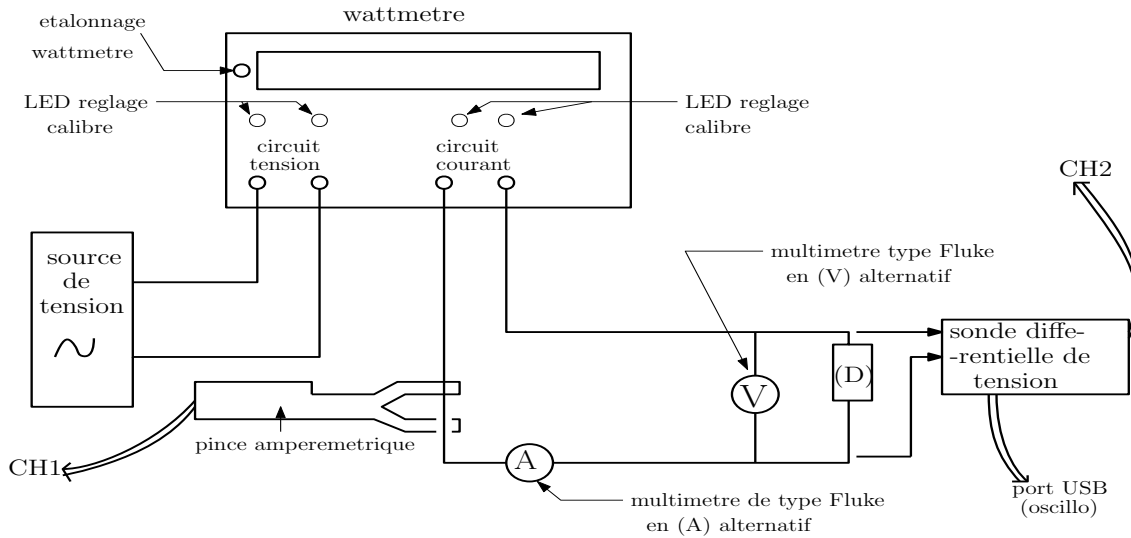 wattmetre
etalonnage
wattmetre
LED reglage
calibre
LED reglage
calibre
circuit
tension
circuit
courant
CH2
source
de
tension
multimetre type Fluke
en (V) alternatif
sonde diffe-
-rentielle de
tension
(D)
V
pince amperemetrique
CH1
A
multimetre de type Fluke
en (A) alternatif
port USB
(oscillo)